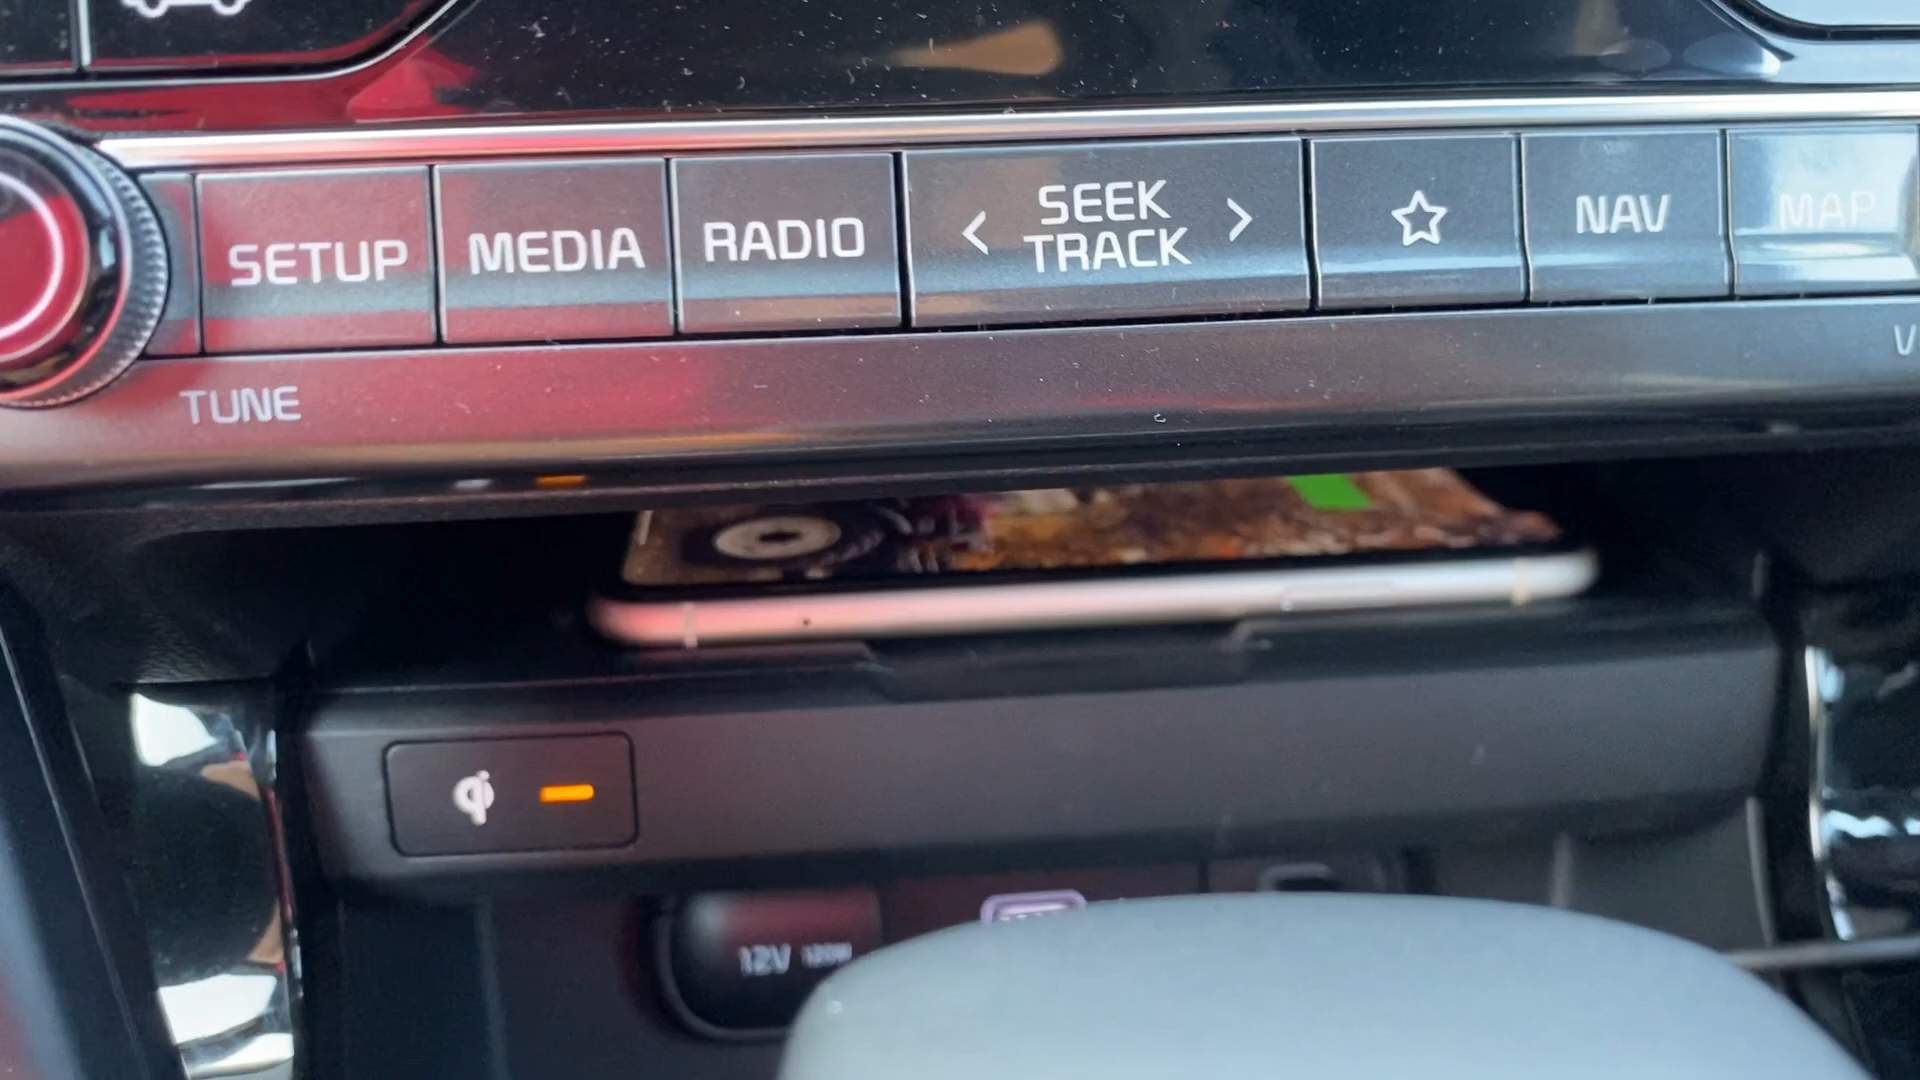 SETUP
MEDIA
RADIO
SEEK
TRACK
NAV
MAP
TUNE
12V